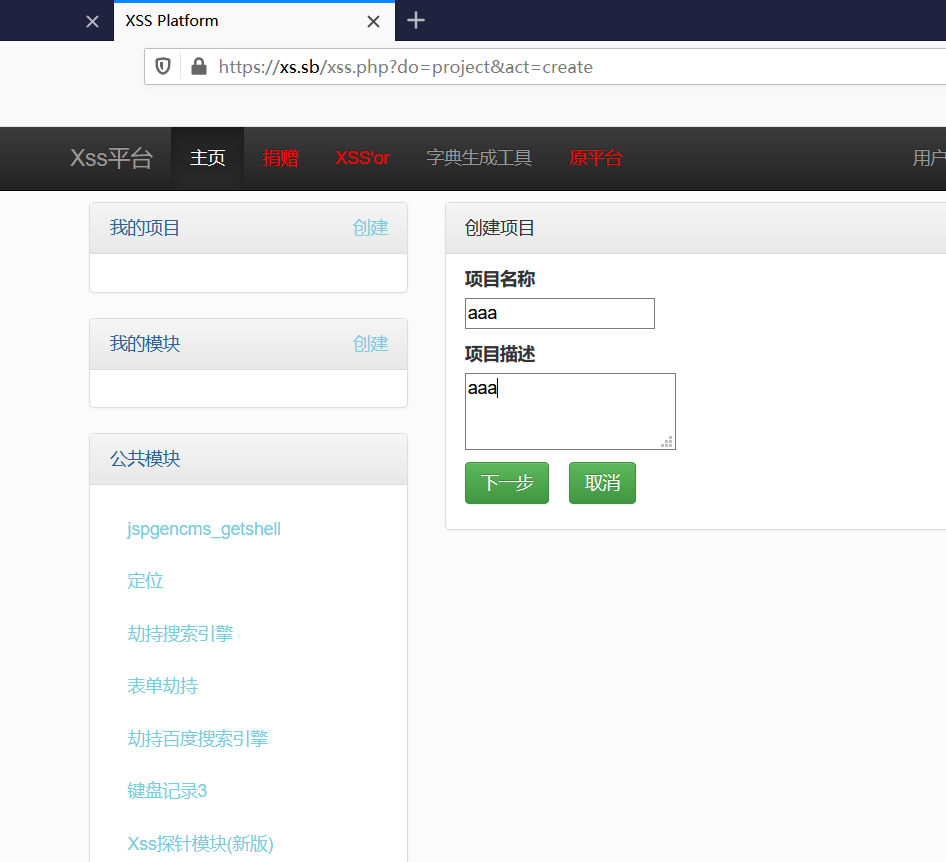 XSS Platform
https://xs.sb/xss.php?do=project&act=create
Xss平台 主页 捐赠 XSS'or 字典生成工具 原平台 用户
我的项目 创建
我的模块 创建
公共模块
jspgencms_getshell
定位
劫持搜索引擎
表单劫持
劫持百度搜索引擎
键盘记录3
Xss探针模块(新版)
创建项目
项目名称
aaa
项目描述
aaa
下一步 取消